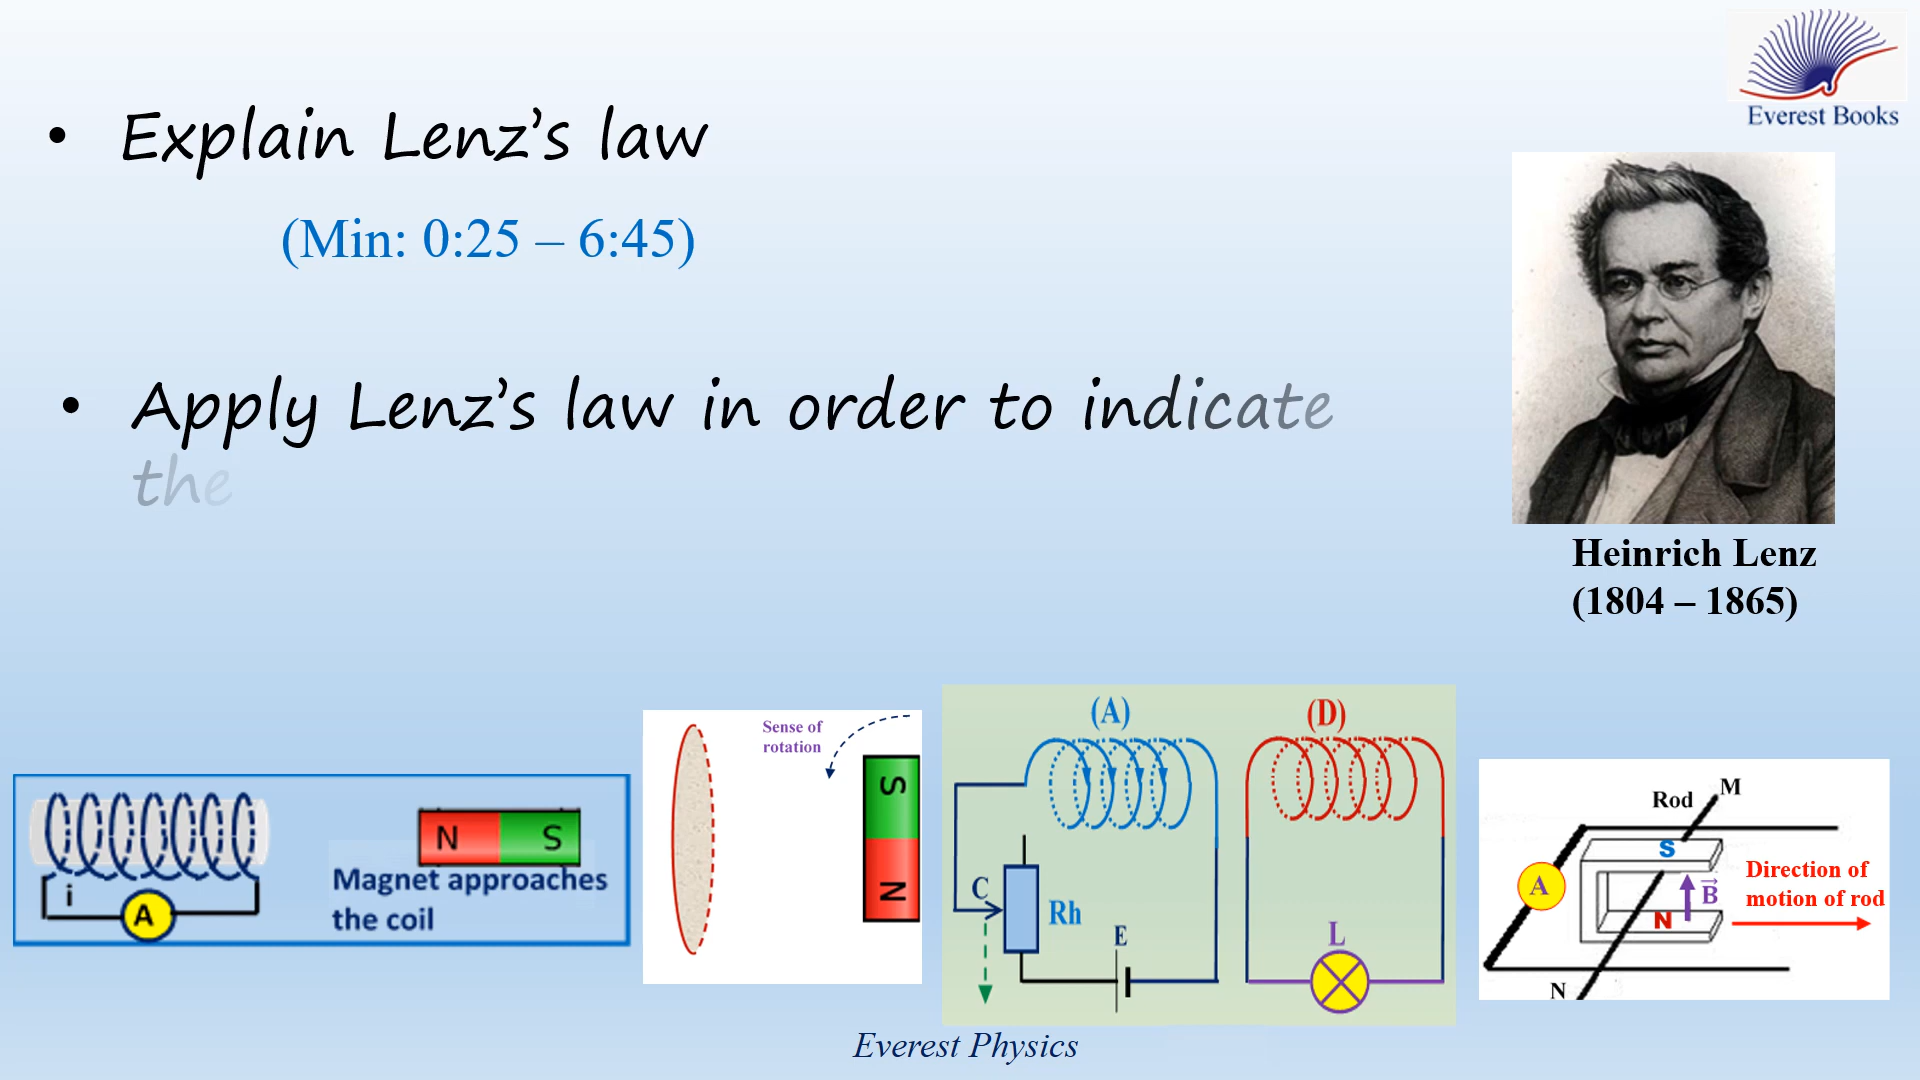 Everest Books
• Explain Lenz’s law
(Min: 0:25 – 6:45)
• Apply Lenz’s law in order to indicate
the
Heinrich Lenz
(1804 – 1865)
N S
Magnet approaches
the coil
i
A
Sense of
rotation
S
N
(A)
(D)
C
Rh
E
L
Rod M
S
A
B
N
Direction of
motion of rod
N
Everest Physics